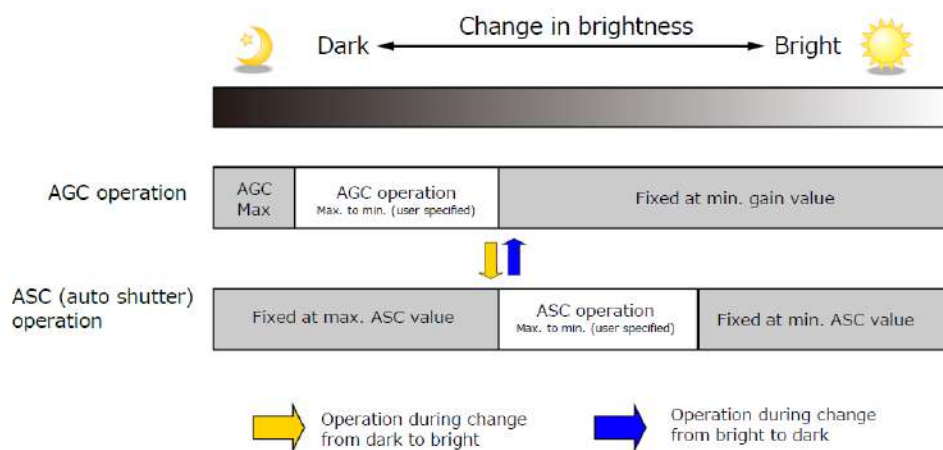 Change in brightness
Dark
Bright
AGC operation
AGC
Max
AGC operation
Max. to min. (user specified)
Fixed at min. gain value
ASC (auto shutter)
operation
Fixed at max. ASC value
ASC operation
Max. to min. (user specified)
Fixed at min. ASC value
Operation during change
from dark to bright
Operation during change
from bright to dark